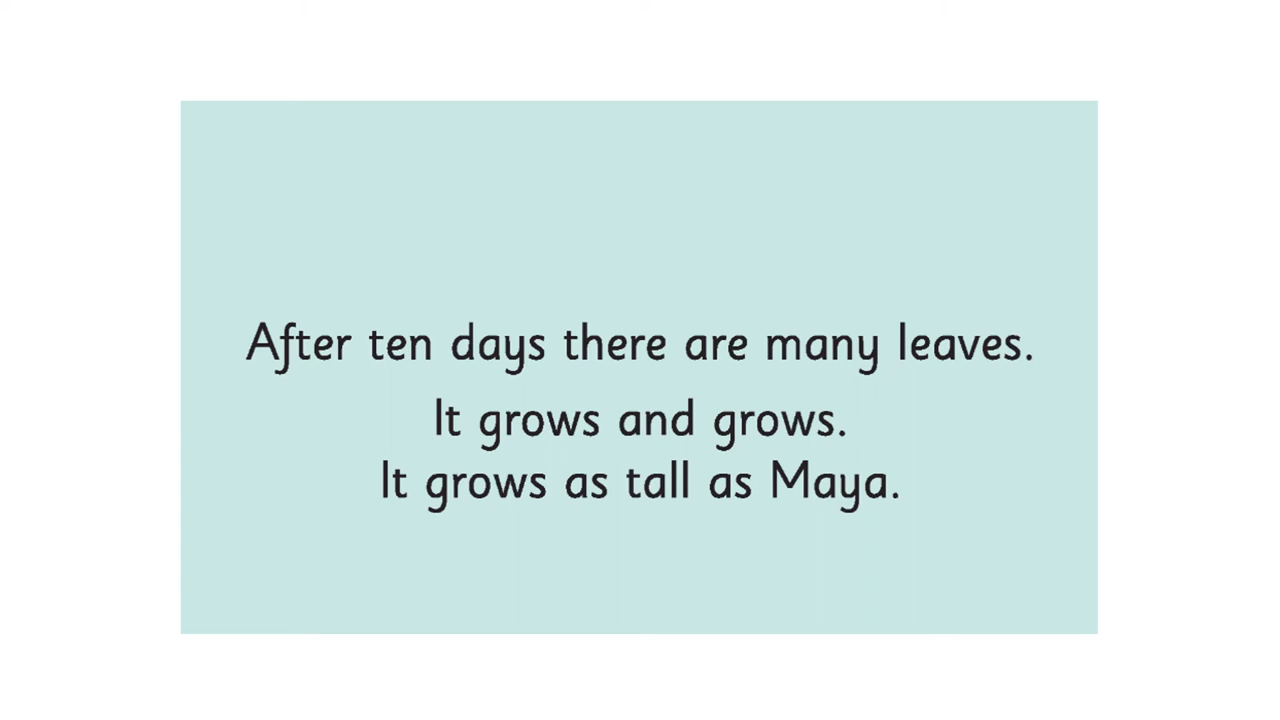 After ten days there are many leaves.
It grows and grows.
It grows as tall as Maya.